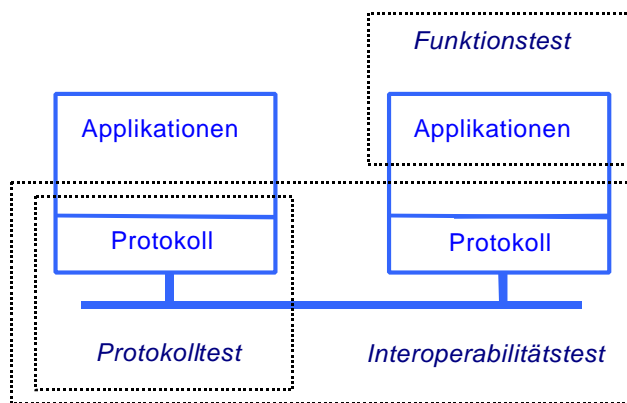 Funktionstest
Applikationen
Applikationen
Protokoll
Protokoll
Protokolltest
Interoperabilitätstest